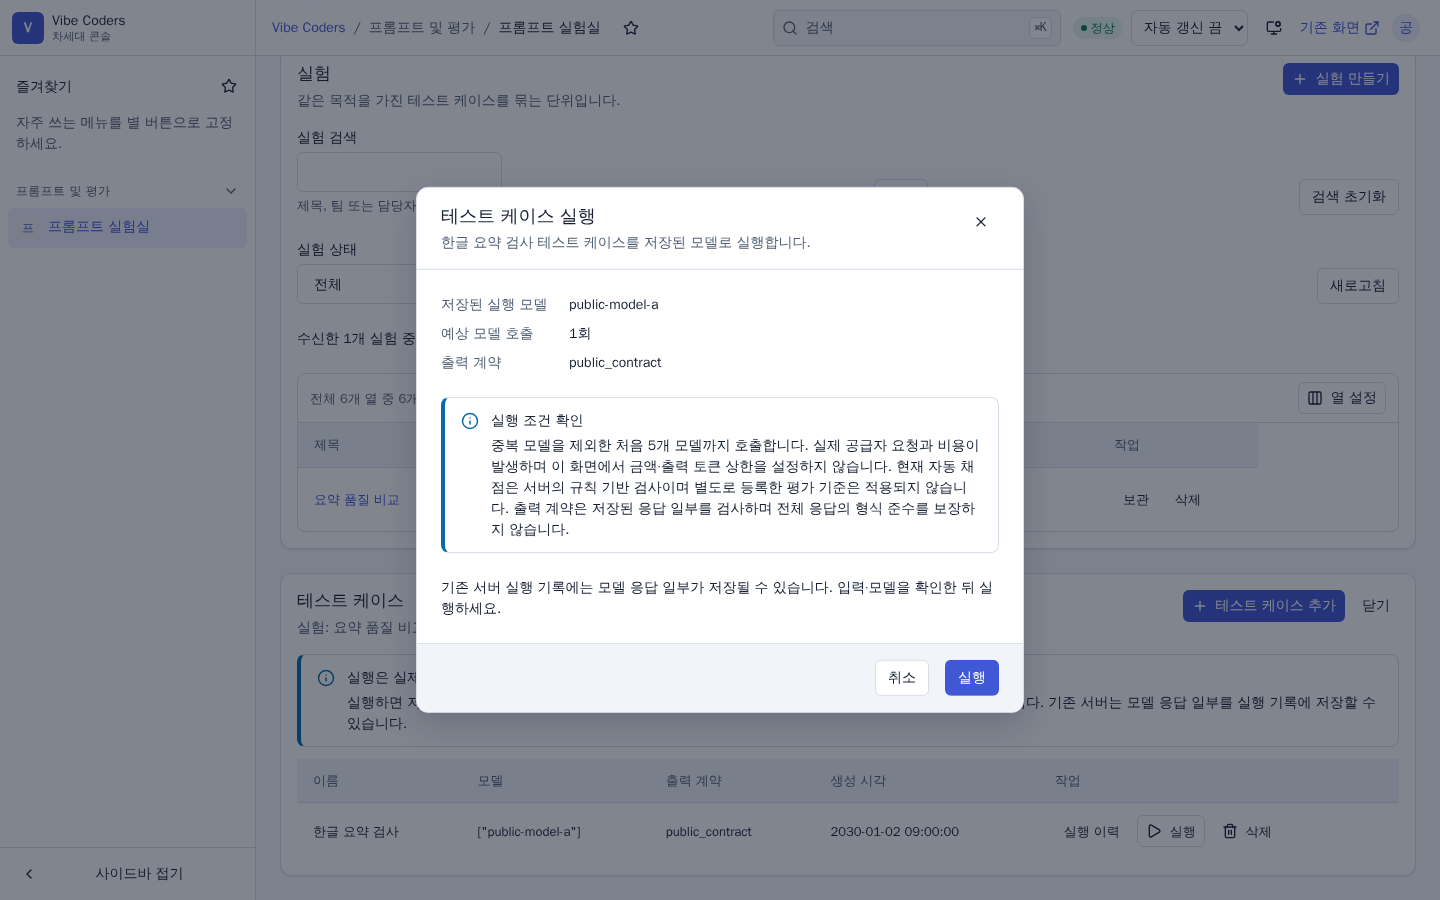 V
Vibe Coders
차세대 콘솔
Vibe Coders / 프롬프트 및 평가 / 프롬프트 실험실
검색
⌘K
정상
자동 갱신 끔
기존 화면
공
즐겨찾기
자주 쓰는 메뉴를 별 버튼으로 고정
하세요.
프롬프트 및 평가
프 프롬프트 실험실
사이드바 접기
실험
같은 목적을 가진 테스트 케이스를 묶는 단위입니다.
실험 만들기
실험 검색
제목, 팀 또는 담당자
검색 초기화
실험 상태
전체
새로고침
수신한 1개 실험 중
전체 6개 열 중 6개
열 설정
제목
작업
요약 품질 비교
보관
삭제
테스트 케이스 실행
한글 요약 검사 테스트 케이스를 저장된 모델로 실행합니다.
저장된 실행 모델 public-model-a
예상 모델 호출 1회
출력 계약 public_contract
실행 조건 확인
중복 모델을 제외한 처음 5개 모델까지 호출합니다. 실제 공급자 요청과 비용이
발생하며 이 화면에서 금액·출력 토큰 상한을 설정하지 않습니다. 현재 자동 채
점은 서버의 규칙 기반 검사이며 별도로 등록한 평가 기준은 적용되지 않습니
다. 출력 계약은 저장된 응답 일부를 검사하며 전체 응답의 형식 준수를 보장하
지 않습니다.
기존 서버 실행 기록에는 모델 응답 일부가 저장될 수 있습니다. 입력·모델을 확인한 뒤 실
행하세요.
취소
실행
테스트 케이스
실험: 요약 품질 비교
테스트 케이스 추가
닫기
실행은 실제
실행하면 저
니다. 기존 서버는 모델 응답 일부를 실행 기록에 저장할 수
있습니다.
이름 모델 출력 계약 생성 시각 작업
한글 요약 검사 ["public-model-a"] public_contract 2030-01-02 09:00:00 실행 이력 실행 삭제